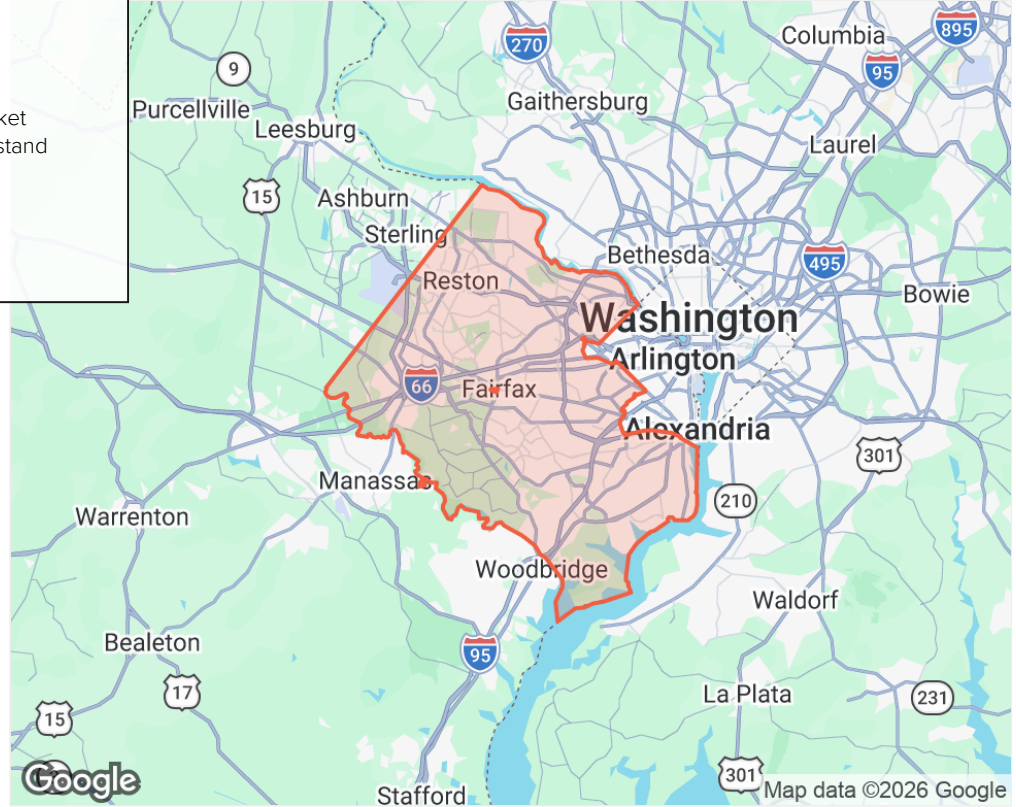 ket
stand
270
Columbia
895
95
9
Purcellville
Gaithersburg
Leesburg
Laurel
15
Ashburn
Sterling
Bethesda
495
Reston
Bowie
Washington
Arlington
66
Fairfax
Alexandria
301
Manassas
210
Warrenton
Woodbridge
Waldorf
Bealeton
95
17
La Plata
231
15
301
Google
Map data ©2026 Google
Stafford